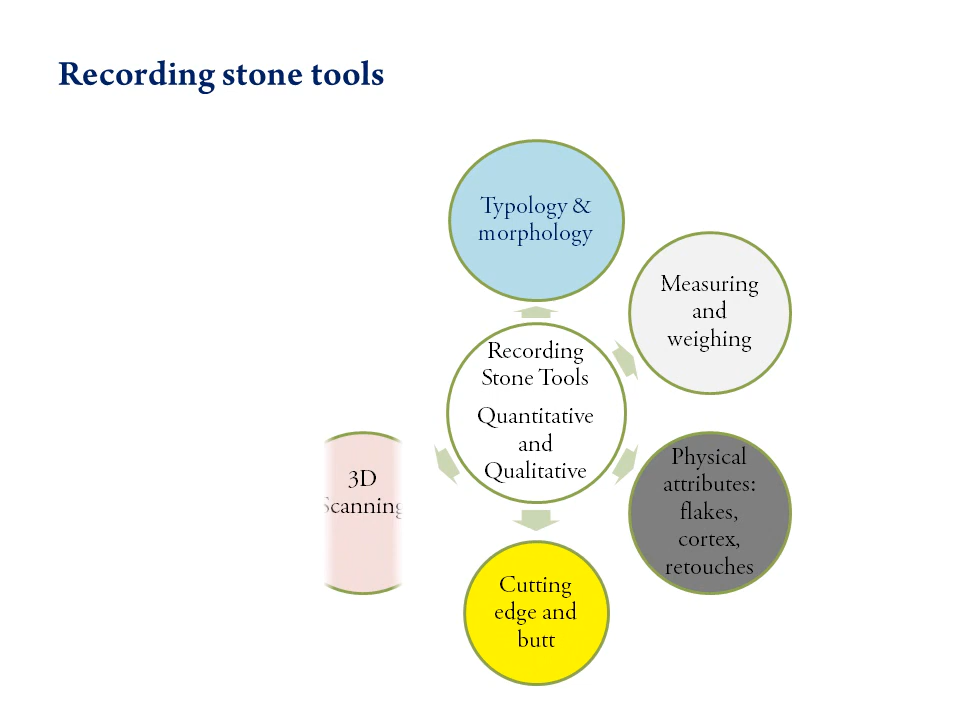 Recording stone tools
Typology &
morphology
Measuring
and
weighing
Recording
Stone Tools
Quantitative
and
Qualitative
Physical
attributes:
flakes,
cortex,
retouches
Cutting
edge and
butt
3D
Scanning